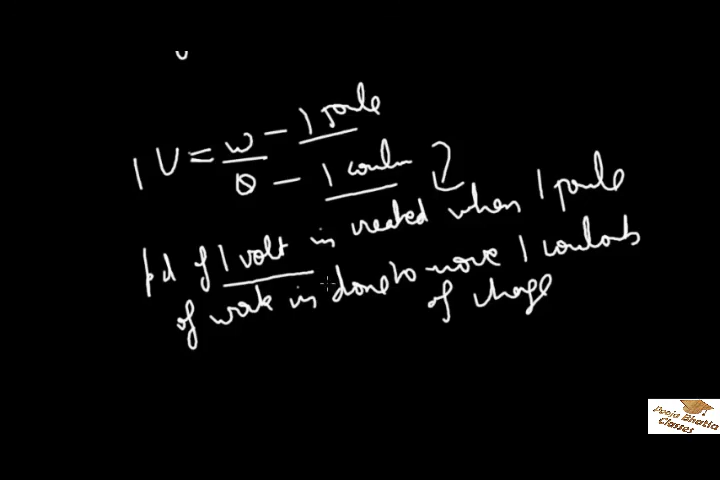 1 V = W - 1 joule
Q - 1 coulm
pd of 1 volt is created when 1 joule
of work is done to move 1 coulomb
of charge
Pooja Bhatia
Classes